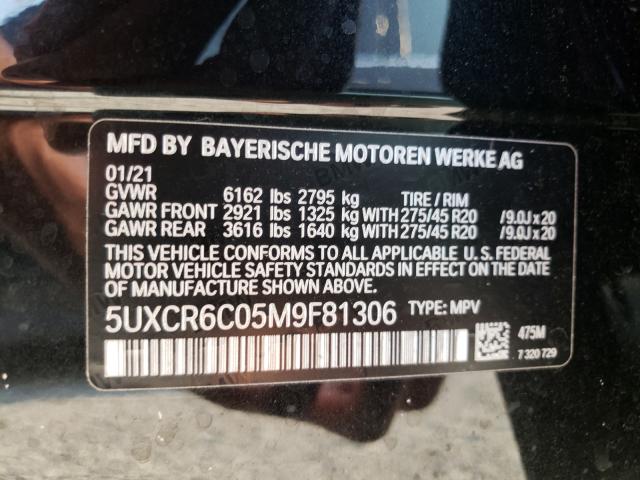 MFD BY BAYERISCHE MOTOREN WERKE AG
01/21
GVWR 6162 lbs 2795 kg TIRE / RIM
GAWR FRONT 2921 lbs 1325 kg WITH 275/45 R20 /9.0J x 20
GAWR REAR 3616 lbs 1640 kg WITH 275/45 R20 /9.0J x 20
THIS VEHICLE CONFORMS TO ALL APPLICABLE U. S. FEDERAL
MOTOR VEHICLE SAFETY STANDARDS IN EFFECT ON THE DATE
OF MANUFACTURE SHOWN ABOVE.
5UXCR6C05M9F81306 TYPE: MPV
475M
7 320 729